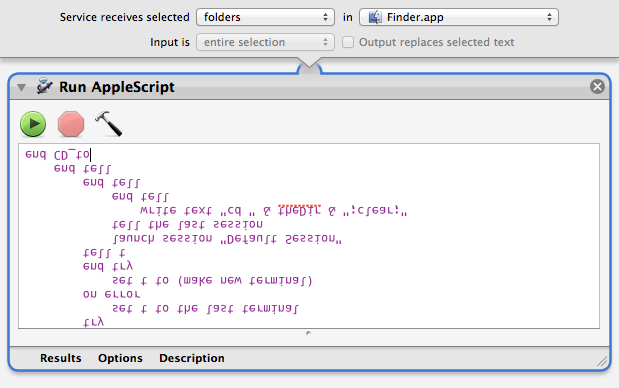 Service receives selected folders in Finder.app
Input is entire selection Output replaces selected text
Run AppleScript
end CD_to
end tell
end tell
end tell
write text "cd " & theDir & ";clear;"
tell the last session
launch session "Default Session"
tell t
end try
set t to (make new terminal)
on error
set t to the last terminal
try
Results Options Description